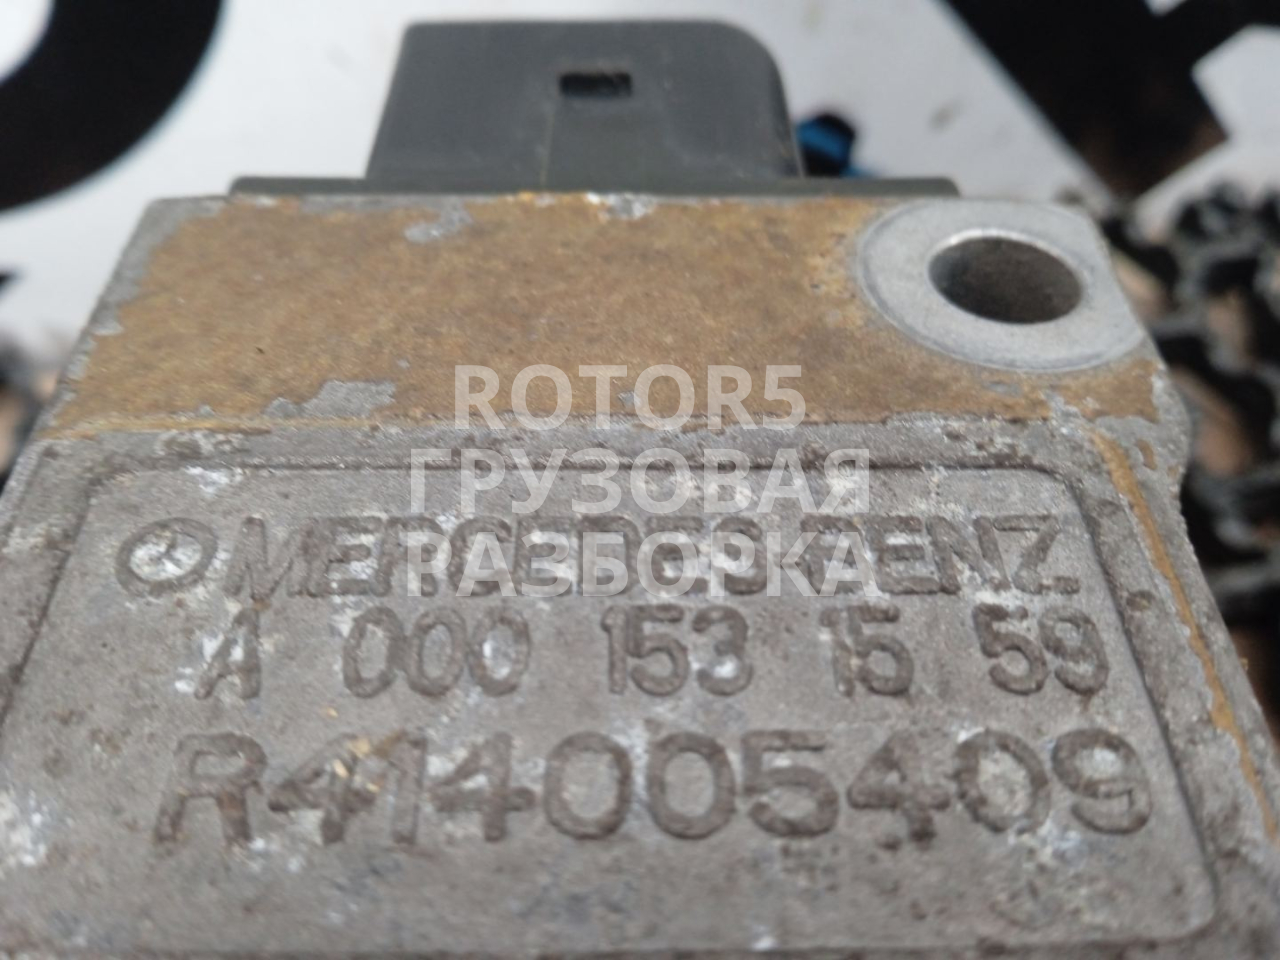 ROTOR5
ГРУЗОВАЯ
РАЗБОРКА
MERCEDES-BENZ
A 000 153 15 59
R414005409